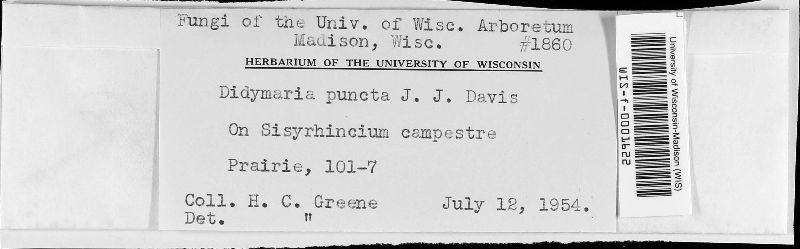 Fungi of the Univ. of Wisc. Arboretum
Madison, Wisc. #1860
HERBARIUM OF THE UNIVERSITY OF WISCONSIN
Didymaria puncta J. J. Davis
On Sisyrhincium campestre
Prairie, 101-7
Coll. H. C. Greene July 12, 1954.
Det. "
University of Wisconsin-Madison (WIS)
WIS-f-0001622